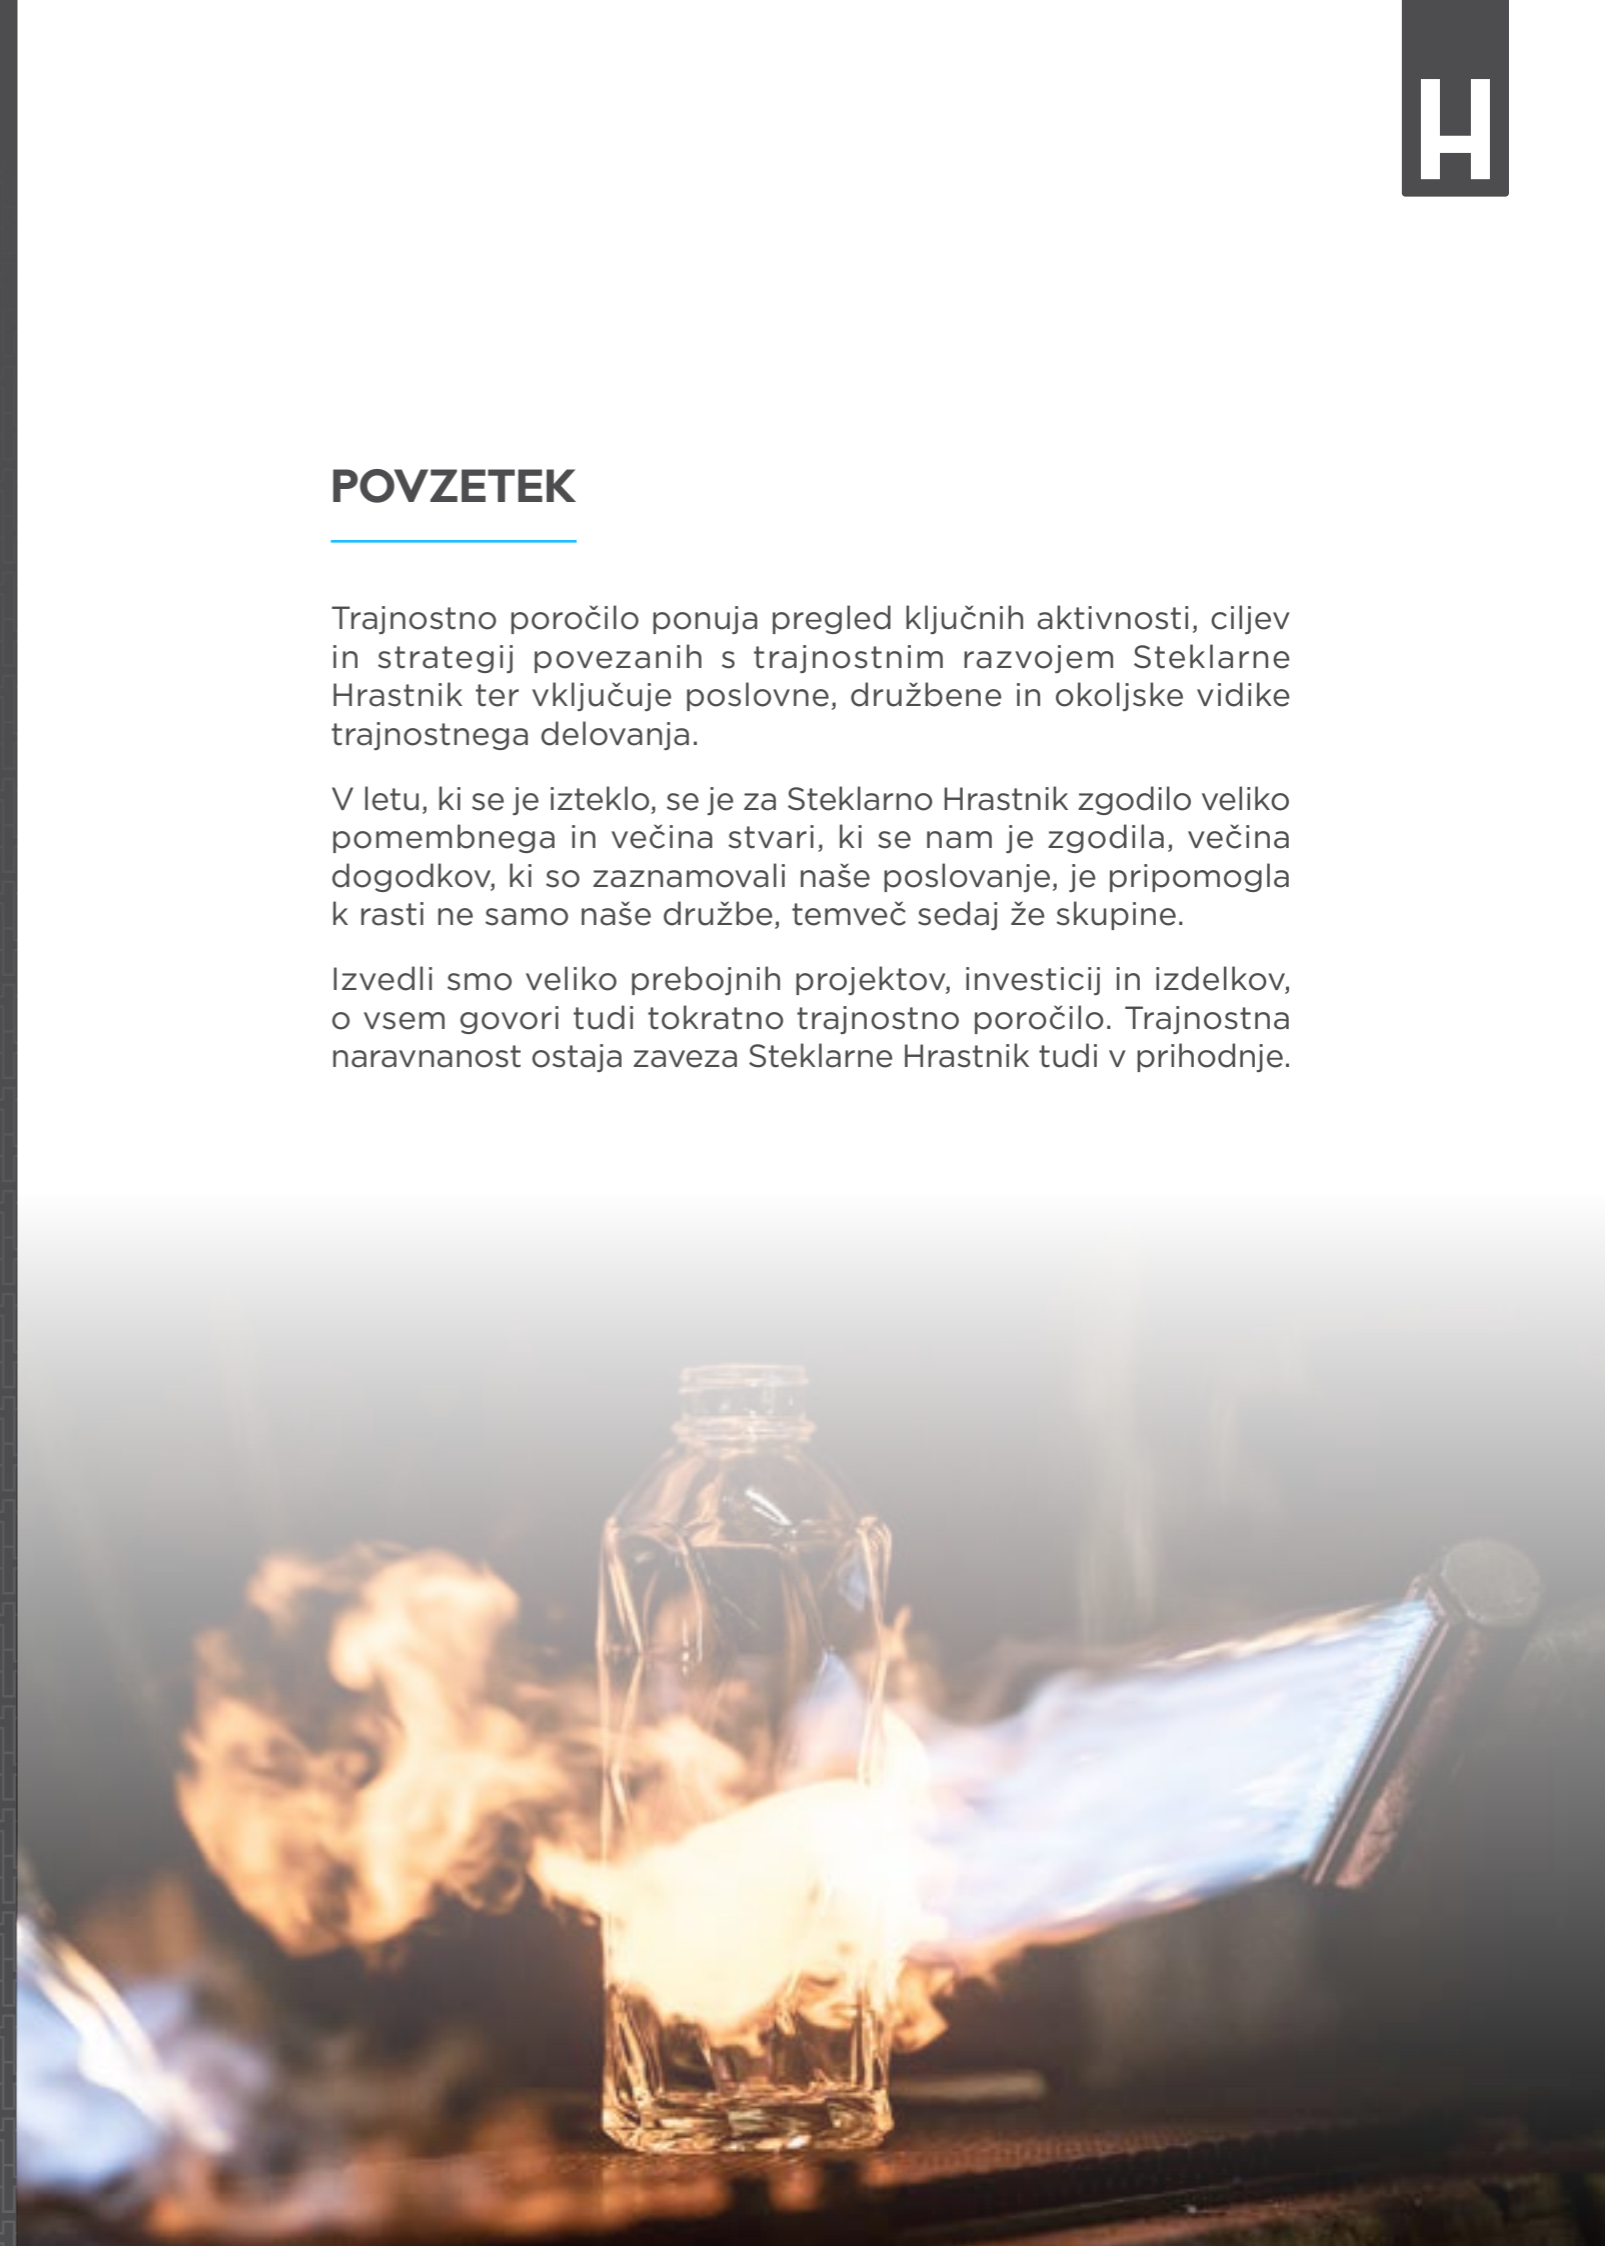 H
POVZETEK
Trajnostno poročilo ponuja pregled ključnih aktivnosti, ciljev
in strategij povezanih s trajnostnim razvojem Steklarne
Hrastnik ter vključuje poslovne, družbene in okoljske vidike
trajnostnega delovanja.
V letu, ki se je izteklo, se je za Steklarno Hrastnik zgodilo veliko
pomembnega in večina stvari, ki se nam je zgodila, večina
dogodkov, ki so zaznamovali naše poslovanje, je pripomogla
k rasti ne samo naše družbe, temveč sedaj že skupine.
Izvedli smo veliko prebojnih projektov, investicij in izdelkov,
o vsem govori tudi tokratno trajnostno poročilo. Trajnostna
naravnanost ostaja zaveza Steklarne Hrastnik tudi v prihodnje.